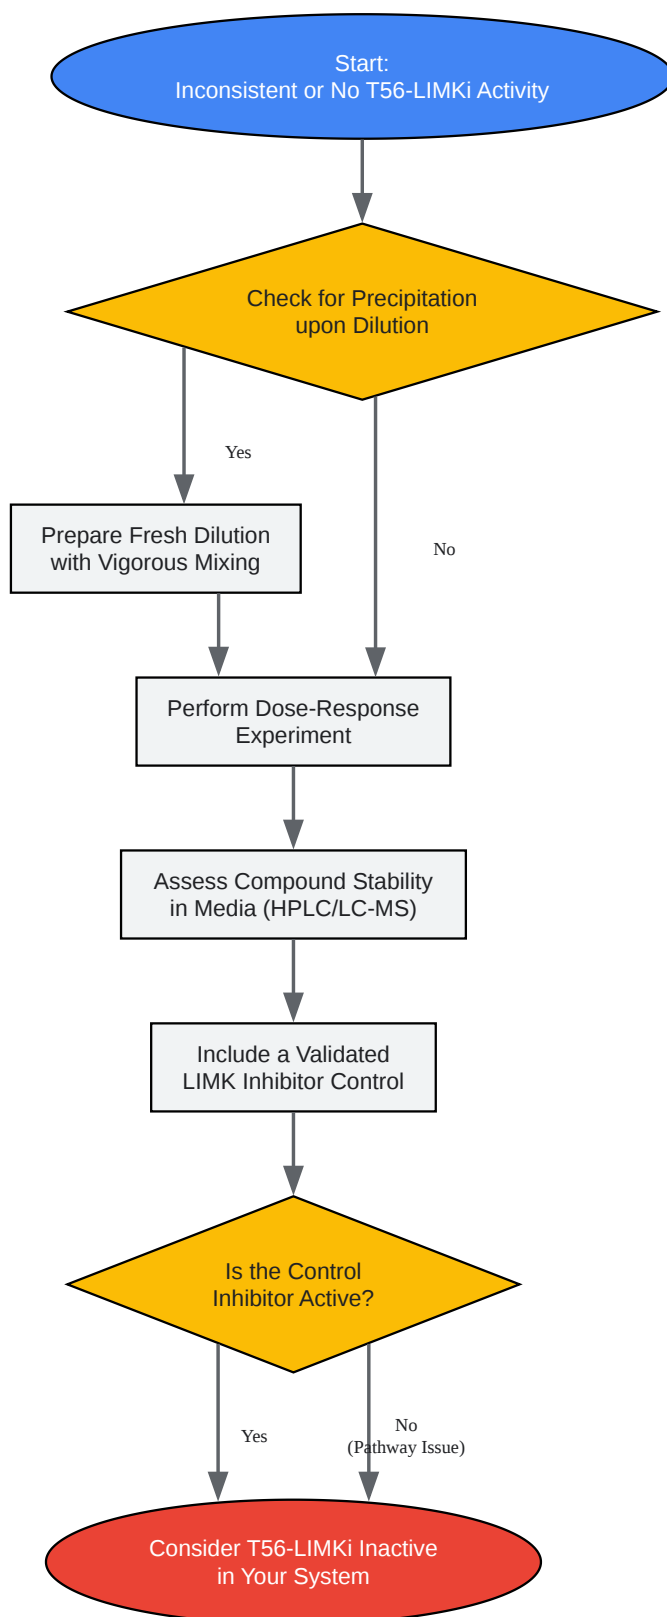 Start:
Inconsistent or No T56-LIMKi Activity
Check for Precipitation
upon Dilution
Yes
Prepare Fresh Dilution
with Vigorous Mixing
No
Perform Dose-Response
Experiment
Assess Compound Stability
in Media (HPLC/LC-MS)
Include a Validated
LIMK Inhibitor Control
Is the Control
Inhibitor Active?
Yes
No
(Pathway Issue)
Consider T56-LIMKi Inactive
in Your System